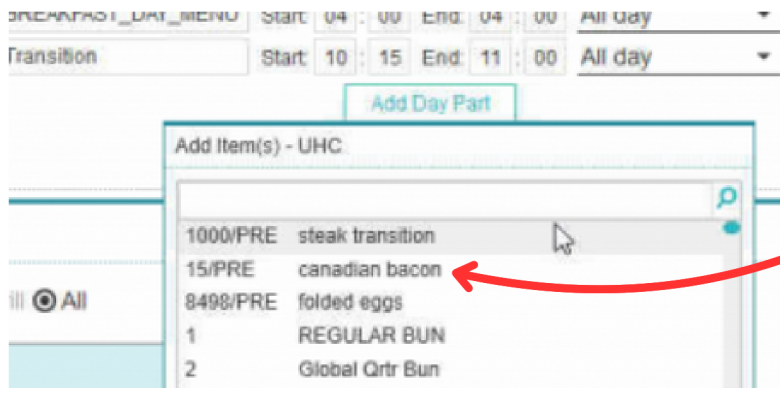 BREAKFAST_DAY_MENU Start: 04 : 00 End: 04 : 00 All day
Transition Start: 10 : 15 End: 11 : 00 All day
Add Day Part
Add Item(s) - UHC
1000/PRE steak transition
15/PRE canadian bacon
All
8498/PRE folded eggs
1 REGULAR BUN
2 Global Qrtr Bun